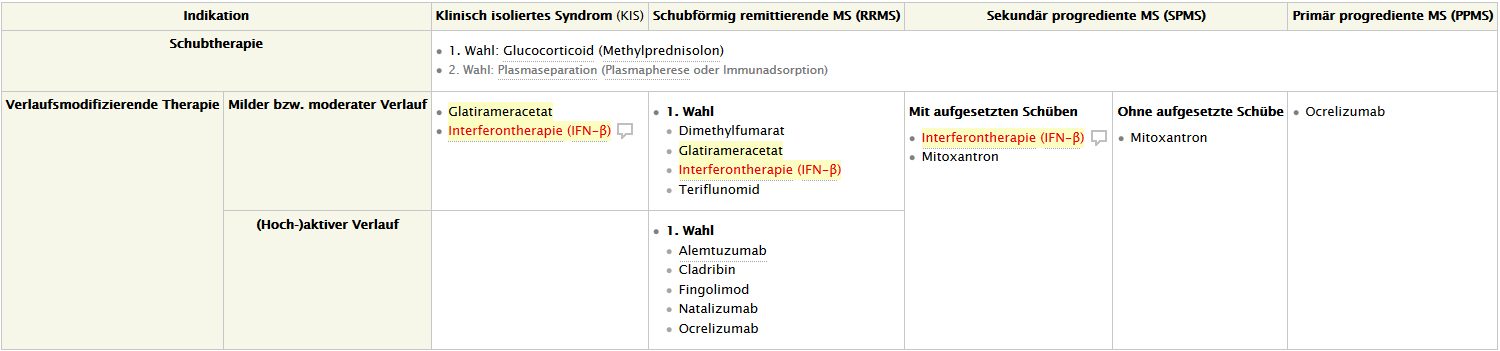 Indikation
Klinisch isoliertes Syndrom (KIS)
Schubförmig remittierende MS (RRMS)
Sekundär progrediente MS (SPMS)
Primär progrediente MS (PPMS)
Schubtherapie
1. Wahl: Glucocorticoid (Methylprednisolon)
2. Wahl: Plasmaseparation (Plasmapherese oder Immunadsorption)
Verlaufsmodifizierende Therapie
Milder bzw. moderater Verlauf
Glatirameracetat
Interferontherapie (IFN-β)
1. Wahl
Dimethylfumarat
Glatirameracetat
Interferontherapie (IFN-β)
Teriflunomid
Mit aufgesetzten Schüben
Interferontherapie (IFN-β)
Mitoxantron
Ohne aufgesetzte Schübe
Mitoxantron
Ocrelizumab
(Hoch-)aktiver Verlauf
1. Wahl
Alemtuzumab
Cladribin
Fingolimod
Natalizumab
Ocrelizumab